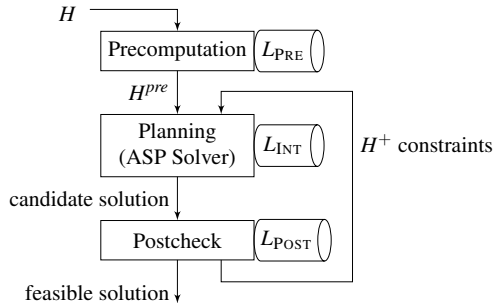 H
Precomputation
L_PRE
H^pre
Planning
(ASP Solver)
L_INT
H^+ constraints
candidate solution
Postcheck
L_POST
feasible solution